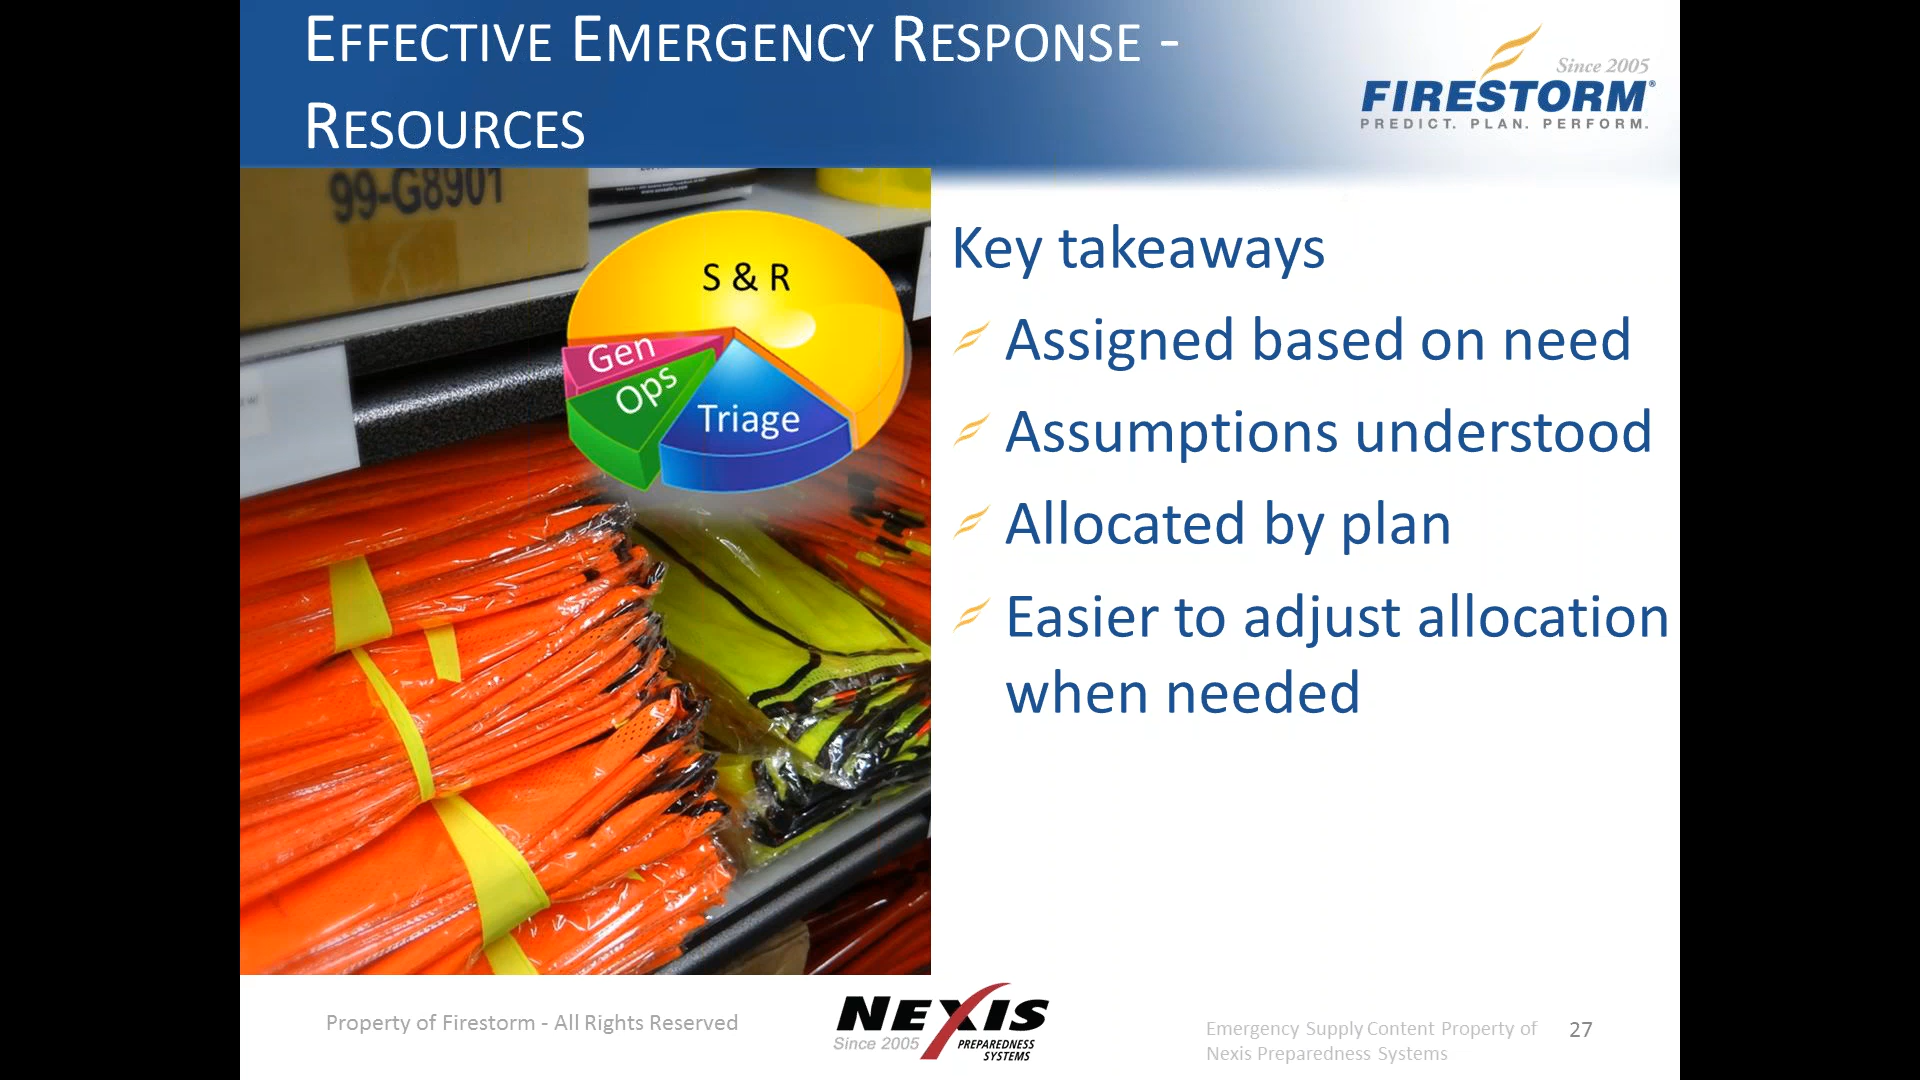 EFFECTIVE EMERGENCY RESPONSE -
RESOURCES
Since 2005
FIRESTORM®
PREDICT. PLAN. PERFORM.
99-G8901
S & R
Gen
Ops
Triage
Key takeaways
Assigned based on need
Assumptions understood
Allocated by plan
Easier to adjust allocation
when needed
Property of Firestorm - All Rights Reserved
NEXIS
Since 2005
PREPAREDNESS
SYSTEMS
Emergency Supply Content Property of
Nexis Preparedness Systems
27